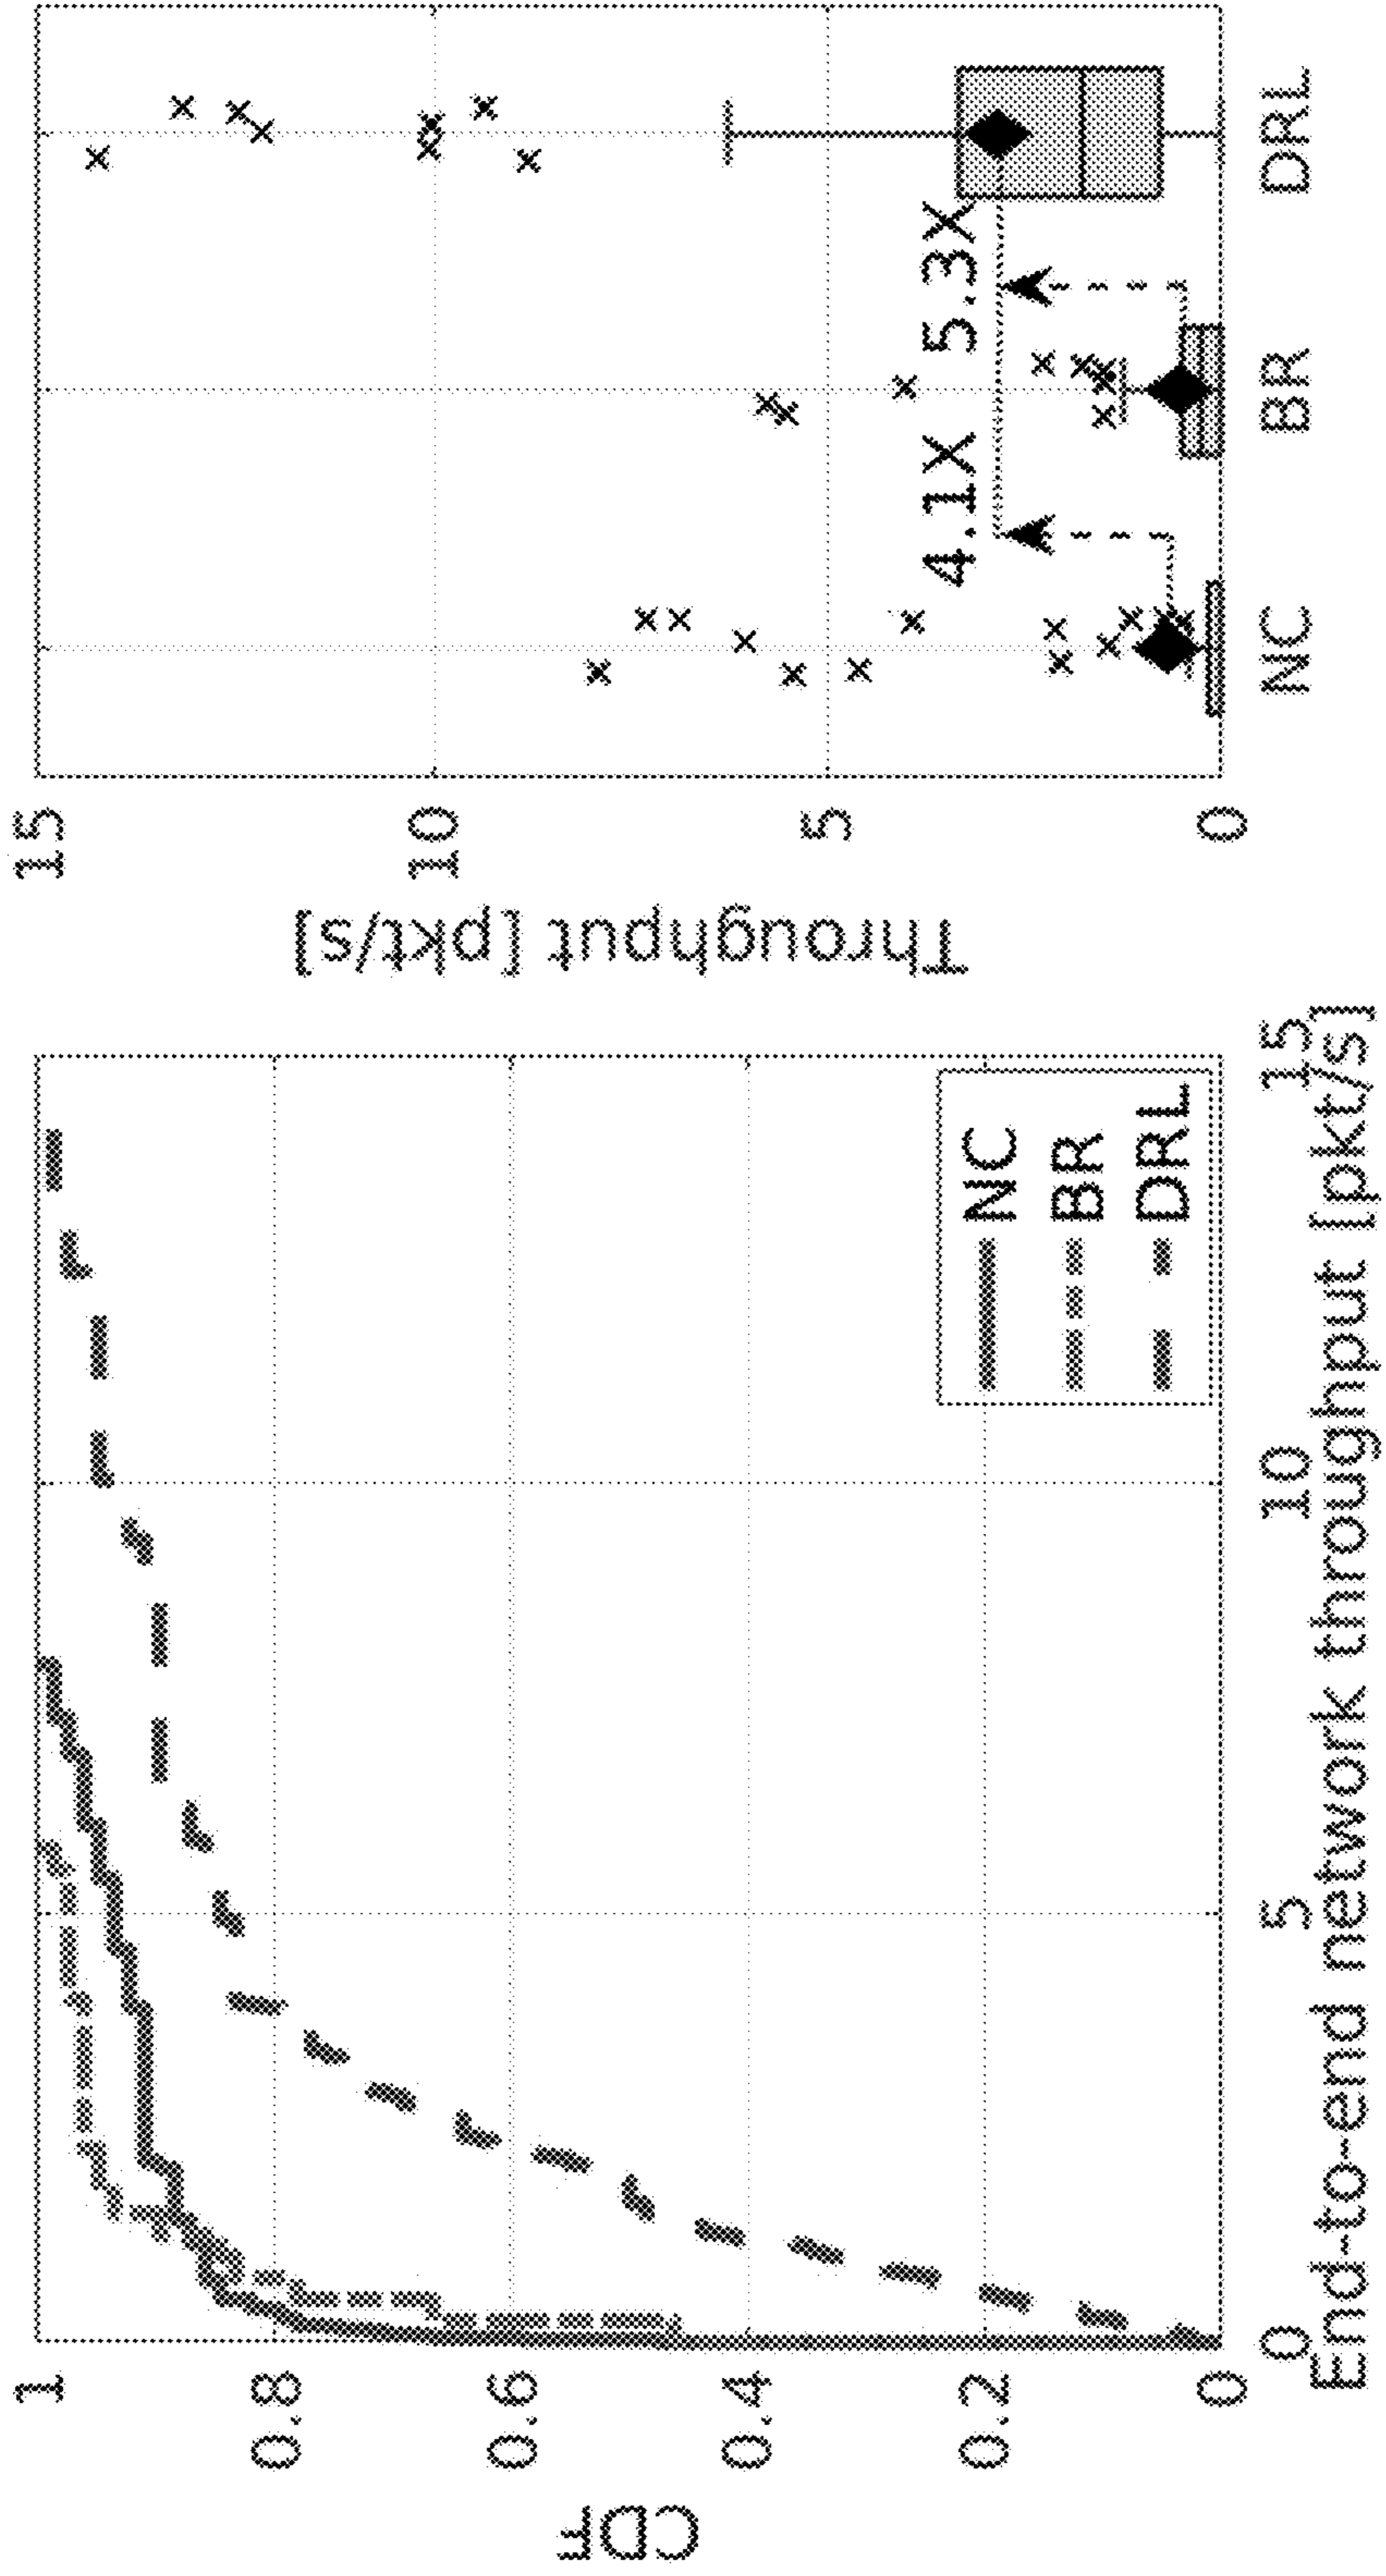 CDF
1
0.8
0.6
0.4
0.2
0
0
5
10
15
End-to-end network throughput [pkt/s]
NC
BR
DRL
Throughput [pkt/s]
15
10
5
0
4.1X
5.3X
NC
BR
DRL